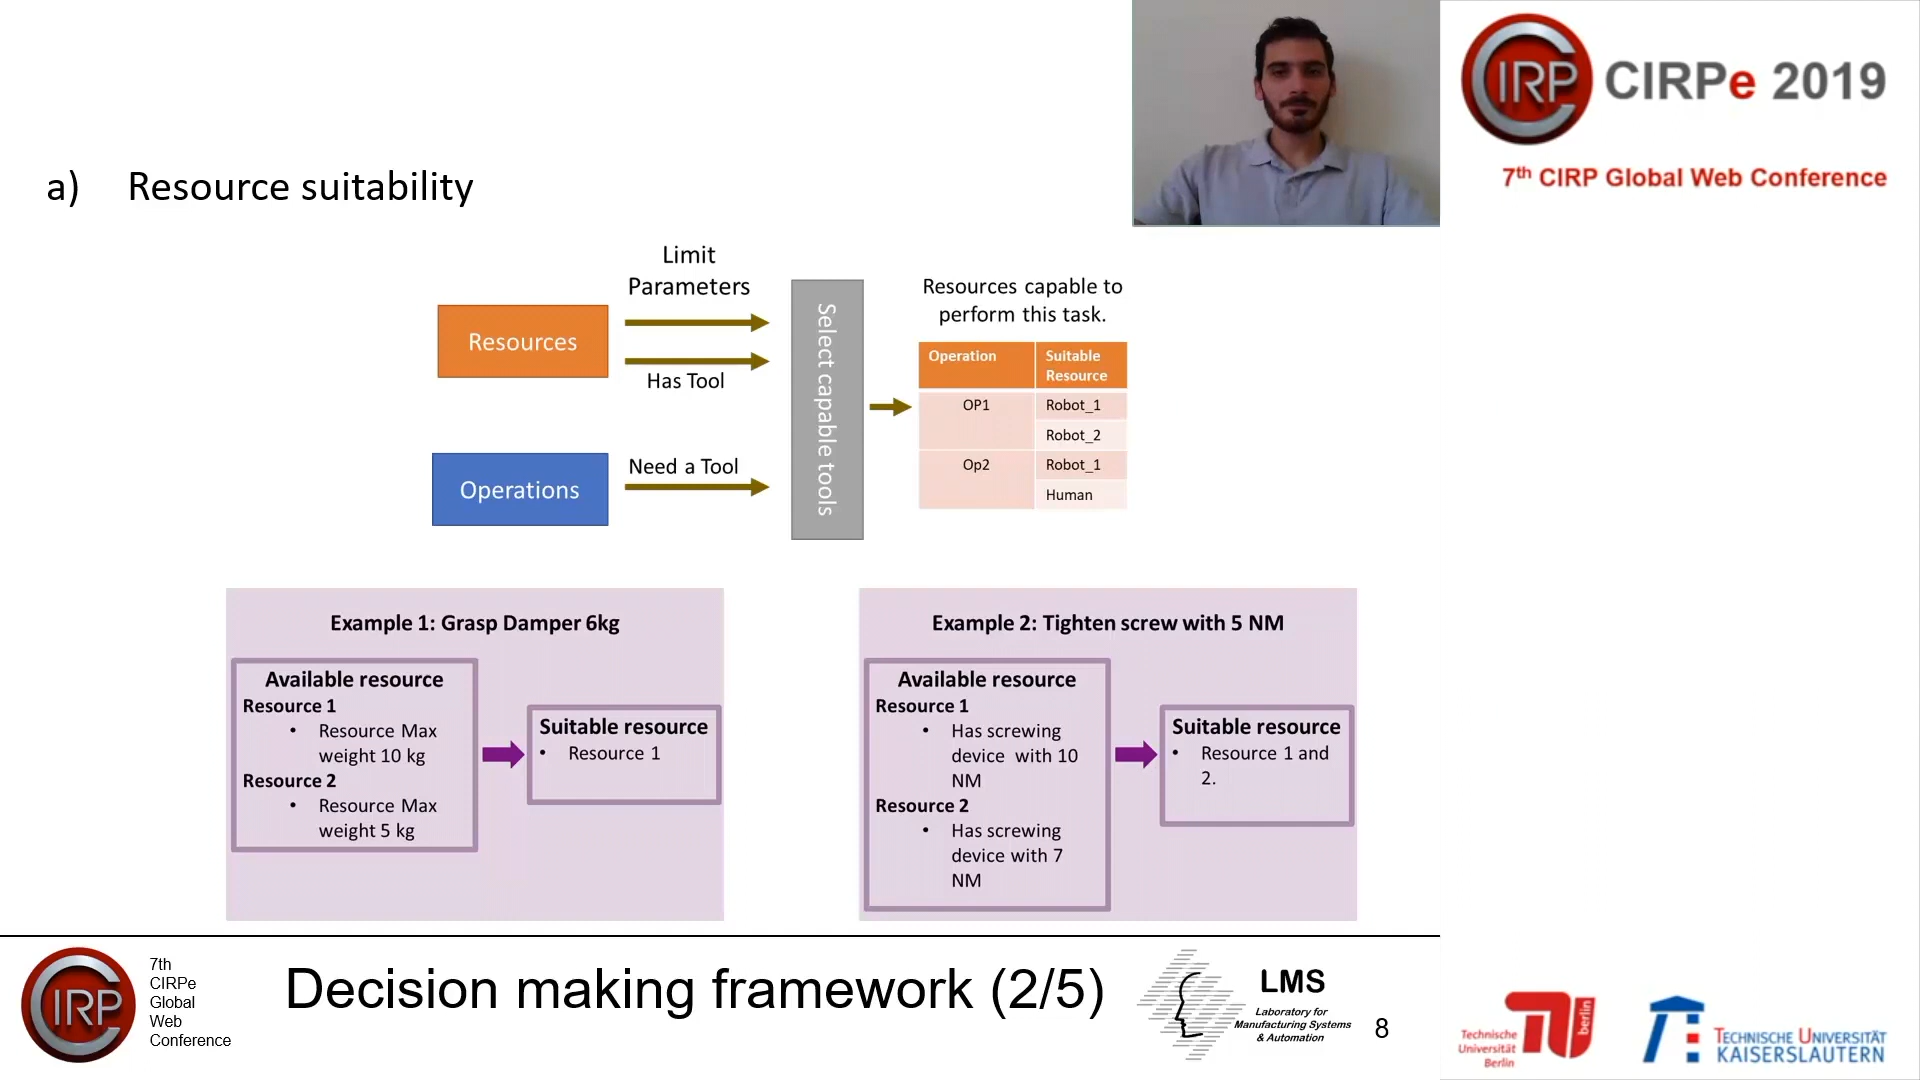 CIRP
CIRPe 2019
7th CIRP Global Web Conference
a) Resource suitability
Limit
Parameters
Resources
Has Tool
Operations
Need a Tool
Select capable tools
Resources capable to
perform this task.
Operation
Suitable
Resource
OP1
Robot_1
Robot_2
Op2
Robot_1
Human
Example 1: Grasp Damper 6kg
Available resource
Resource 1
• Resource Max
weight 10 kg
Resource 2
• Resource Max
weight 5 kg
Suitable resource
• Resource 1
Example 2: Tighten screw with 5 NM
Available resource
Resource 1
• Has screwing
device with 10
NM
Resource 2
• Has screwing
device with 7
NM
Suitable resource
• Resource 1 and
2.
CIRP
7th
CIRPe
Global
Web
Conference
Decision making framework (2/5)
LMS
Laboratory for
Manufacturing Systems
& Automation
8
Technische
Universität
Berlin
berlin
TECHNISCHE UNIVERSITÄT
KAISERSLAUTERN